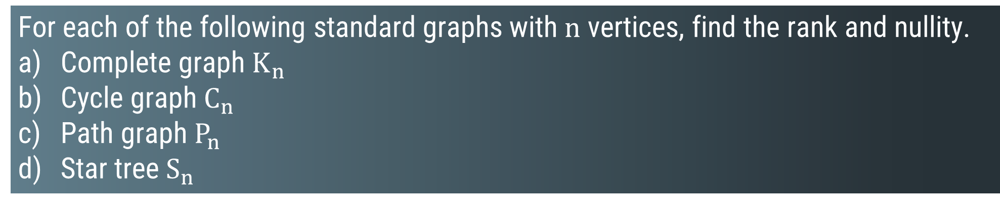 For each of the following standard graphs with n vertices, find the rank and nullity.
a) Complete graph Kₙ
b) Cycle graph Cₙ
c) Path graph Pₙ
d) Star tree Sₙ